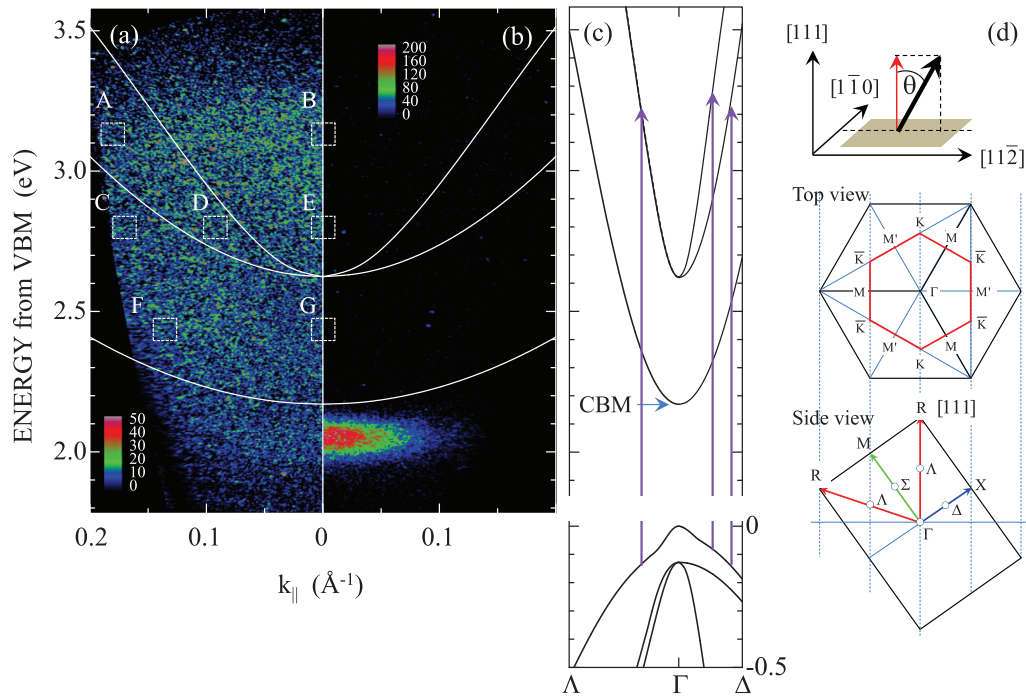 3.5
3.0
2.5
2.0
ENERGY from VBM (eV)
(a)
A
B
C
D
E
F
G
50
40
30
20
10
0
(b)
200
160
120
80
40
0
0.2
0.1
0
0.1
k|| (Å⁻¹)
(c)
CBM
0
-0.5
Λ
Γ
Δ
(d)
[111]
[11̅0]
θ
[112̅]
Top view
K
M'
M
K̅
K̅
M
Γ
M'
K̅
K̅
M'
M
K
Side view
R
[111]
M
R
Λ
Σ
Λ
X
Δ
Γ